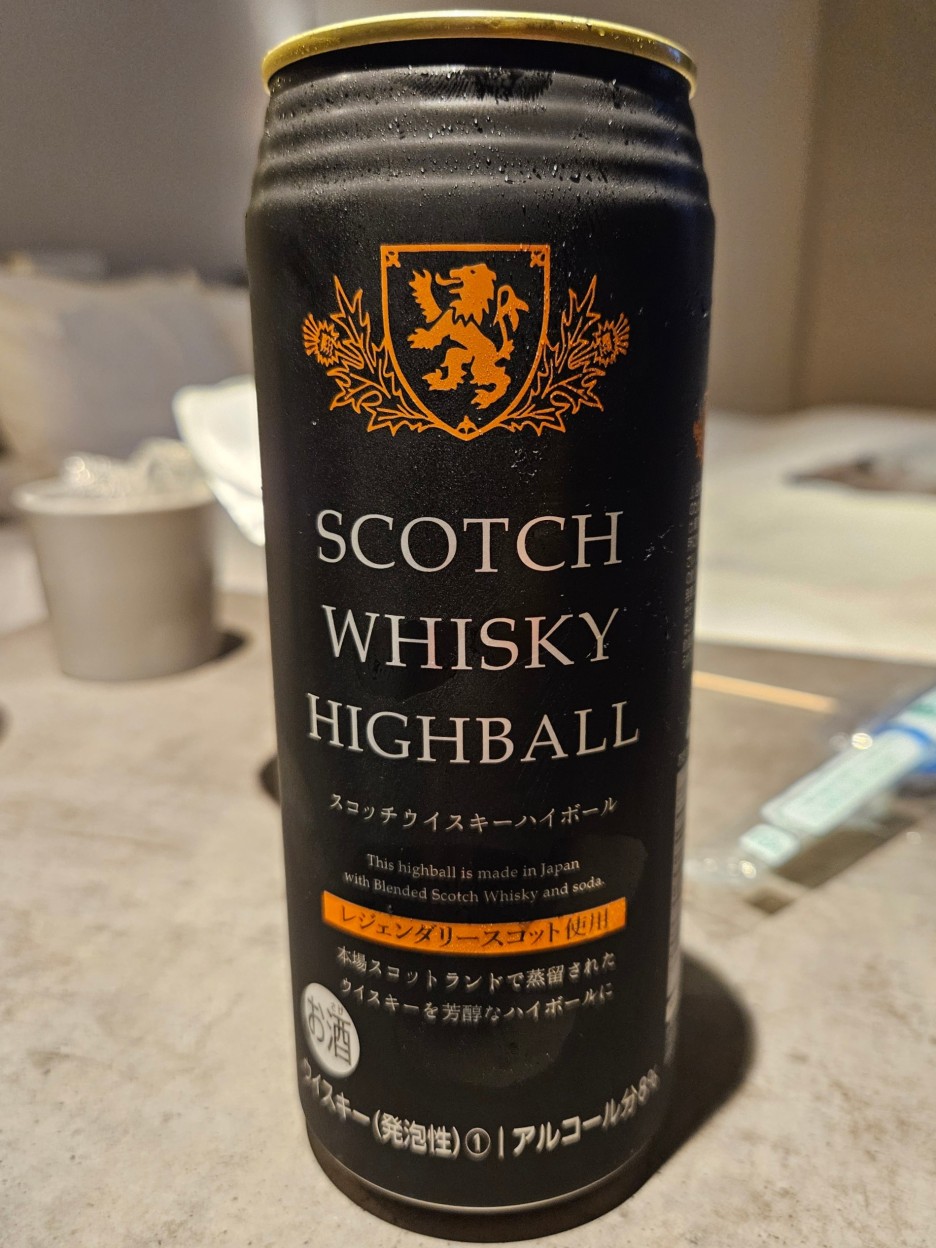 SCOTCH
WHISKY
HIGHBALL
スコッチウイスキーハイボール
This highball is made in Japan
with Blended Scotch Whisky and soda.
レジェンダリースコット使用
本場スコットランドで蒸留された
ウイスキーを芳醇なハイボールに
お酒
ウイスキー(発泡性)①|アルコール分8%